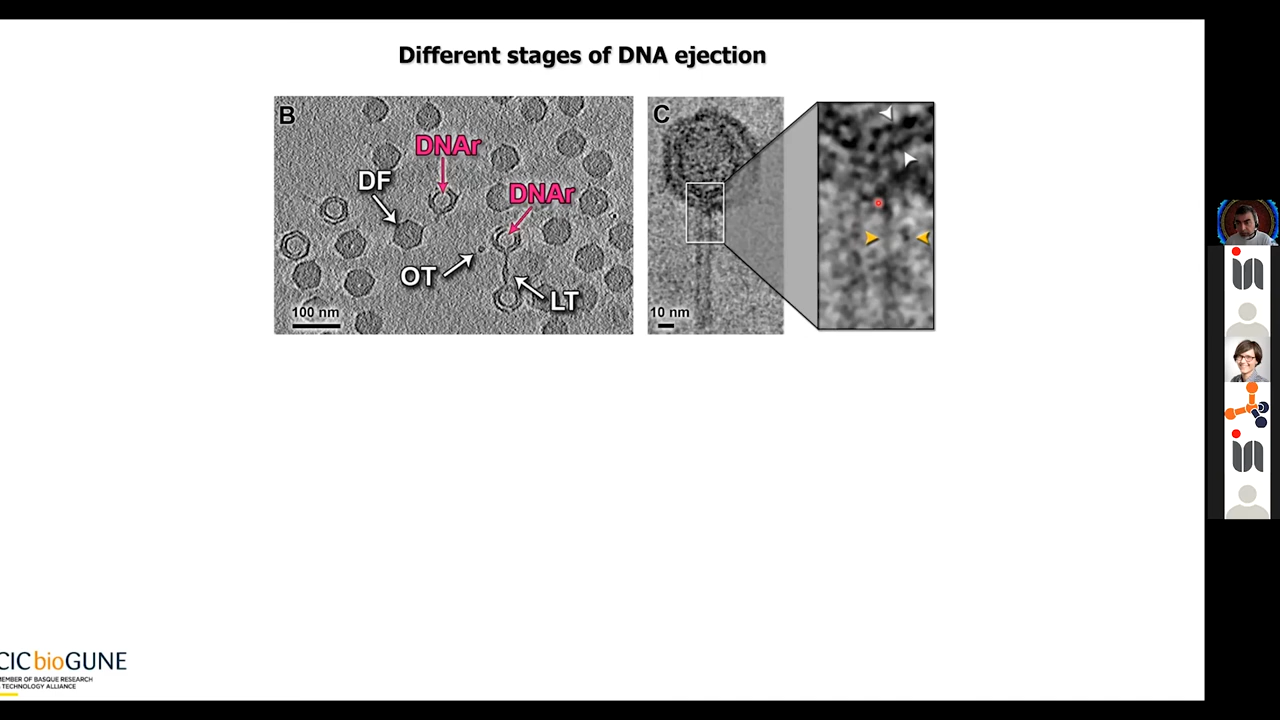 Different stages of DNA ejection
B
DNAr
DF
DNAr
OT
LT
100 nm
C
10 nm
CIC bioGUNE
MEMBER OF BASQUE RESEARCH
& TECHNOLOGY ALLIANCE